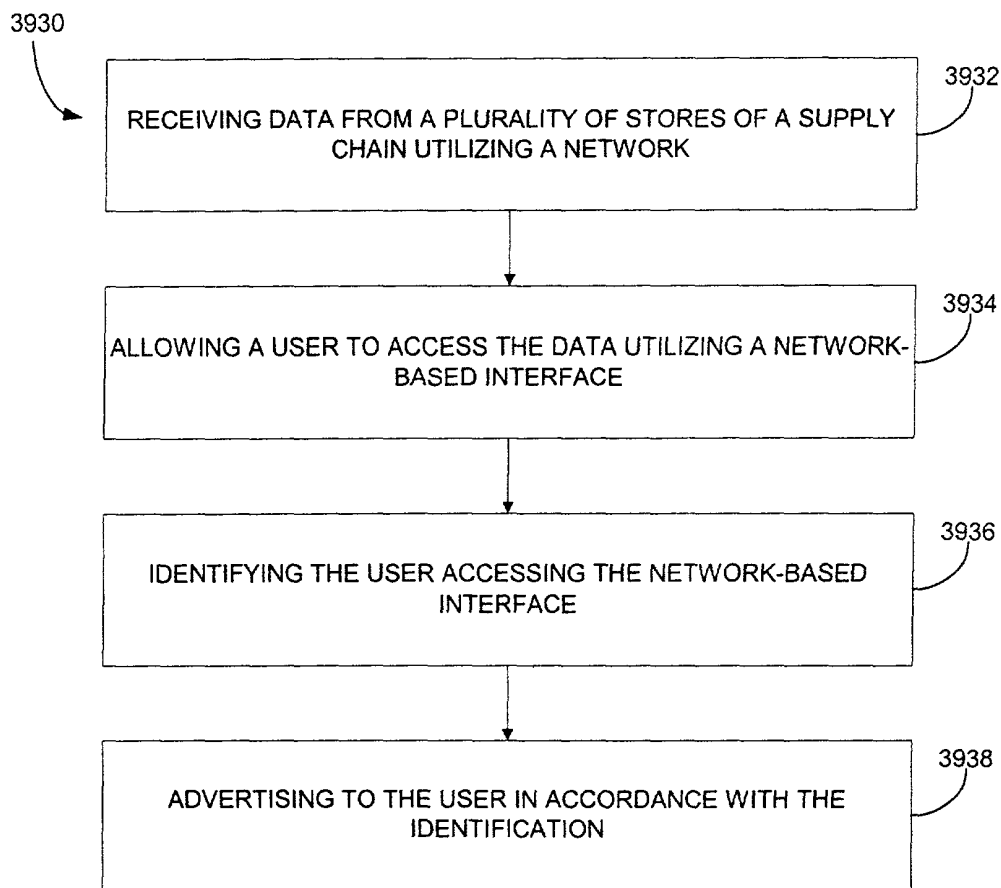 3930
3932
RECEIVING DATA FROM A PLURALITY OF STORES OF A SUPPLY
CHAIN UTILIZING A NETWORK
3934
ALLOWING A USER TO ACCESS THE DATA UTILIZING A NETWORK-
BASED INTERFACE
3936
IDENTIFYING THE USER ACCESSING THE NETWORK-BASED
INTERFACE
3938
ADVERTISING TO THE USER IN ACCORDANCE WITH THE
IDENTIFICATION